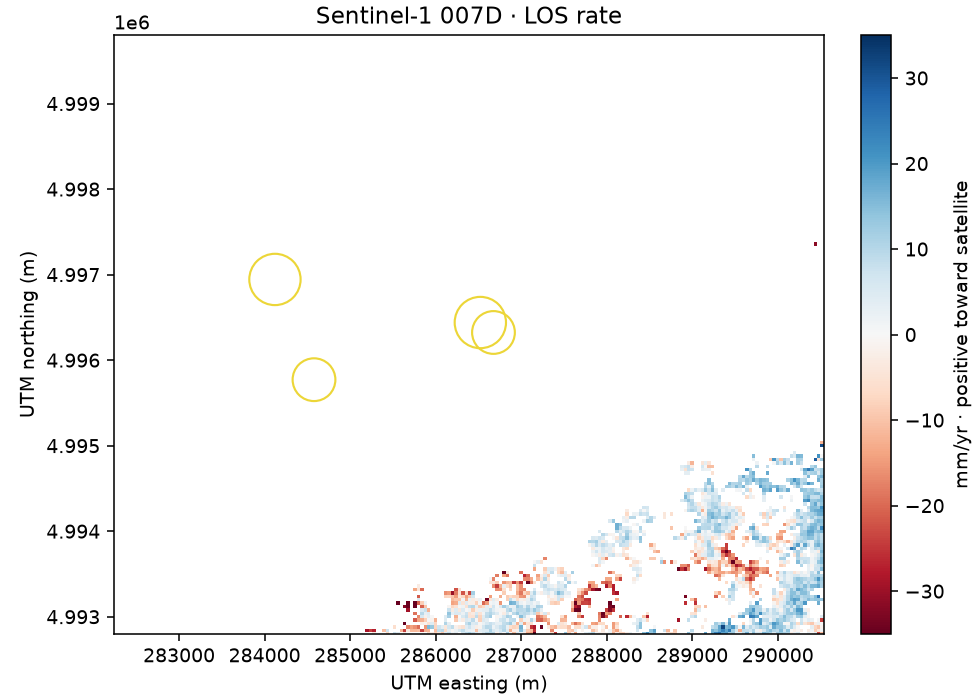 Sentinel-1 007D · LOS rate
1e6
4.999
4.998
4.997
4.996
4.995
4.994
4.993
UTM northing (m)
283000 284000 285000 286000 287000 288000 289000 290000
UTM easting (m)
30
20
10
0
−10
−20
−30
mm/yr · positive toward satellite